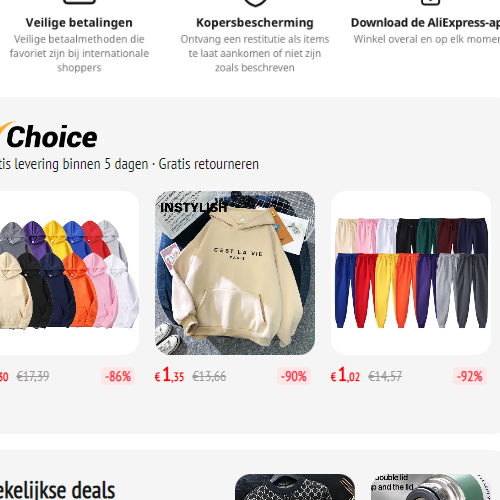 Veilige betalingen
Veilige betaalmethoden die
favoriet zijn bij internationale
shoppers
Kopersbescherming
Ontvang een restitutie als items
te laat aankomen of niet zijn
zoals beschreven
Download de AliExpress-ap
Winkel overal en op elk momen
Choice
tis levering binnen 5 dagen · Gratis retourneren
INSTYLISH
C'EST LA VIE
PARIS
30 €17,39 -86%
€1,35 €13,66 -90%
€1,02 €14,57 -92%
ekelijkse deals
double lid
p and the lid